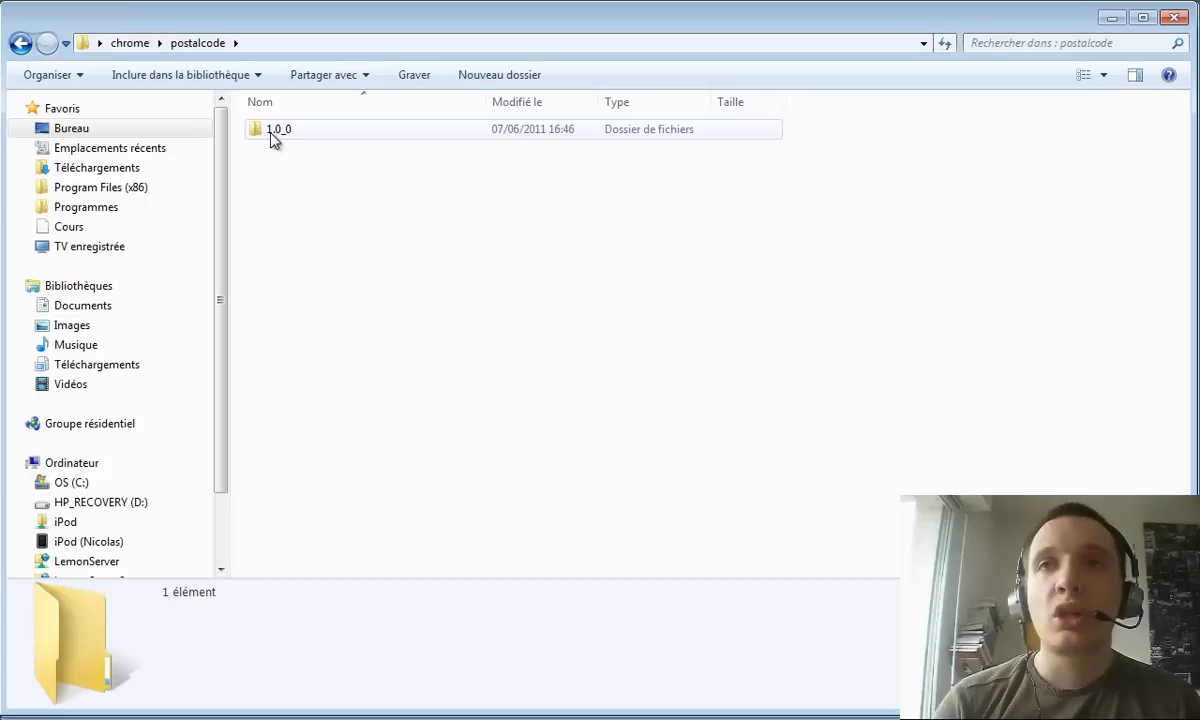 chrome postalcode
Rechercher dans : postalcode
Organiser Inclure dans la bibliothèque Partager avec Graver Nouveau dossier
Nom Modifié le Type Taille
1.0_0 07/06/2011 16:46 Dossier de fichiers
Favoris
Bureau
Emplacements récents
Téléchargements
Program Files (x86)
Programmes
Cours
TV enregistrée
Bibliothèques
Documents
Images
Musique
Téléchargements
Vidéos
Groupe résidentiel
Ordinateur
OS (C:)
HP_RECOVERY (D:)
iPod
iPod (Nicolas)
LemonServer
1 élément